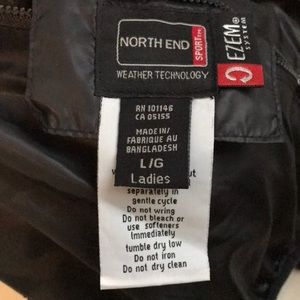 NORTH END
SPORT™
WEATHER TECHNOLOGY
EZEM®
SYSTEM
RN 101146
CA 05155
MADE IN/
FABRIQUE AU
BANGLADESH
L/G
Ladies
separately in
gentle cycle
Do not wring
Do not bleach or
use softeners
Immediately
tumble dry low
Do not iron
Do not dry clean